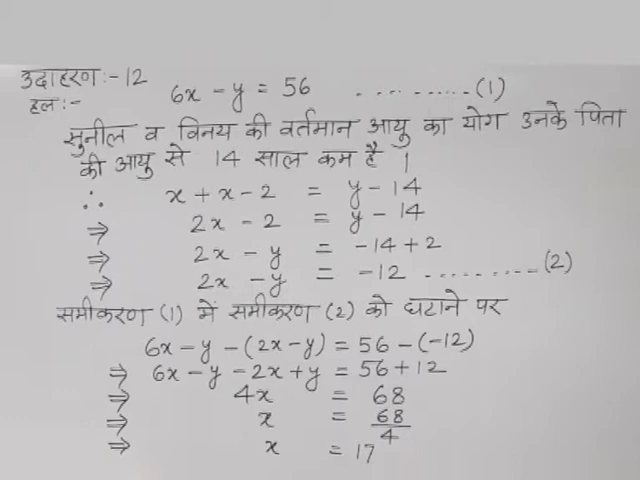 उदाहरण:-12
हल:-
6x - y = 56 ............(1)
सुनील व विनय की वर्तमान आयु का योग उनके पिता
की आयु से 14 साल कम है ।
∴ x + x - 2 = y - 14
⇒ 2x - 2 = y - 14
⇒ 2x - y = -14 + 2
⇒ 2x - y = -12 ..........(2)
समीकरण (1) में समीकरण (2) को घटाने पर
6x - y - (2x - y) = 56 - (-12)
⇒ 6x - y - 2x + y = 56 + 12
⇒ 4x = 68
⇒ x = 68/4
⇒ x = 17